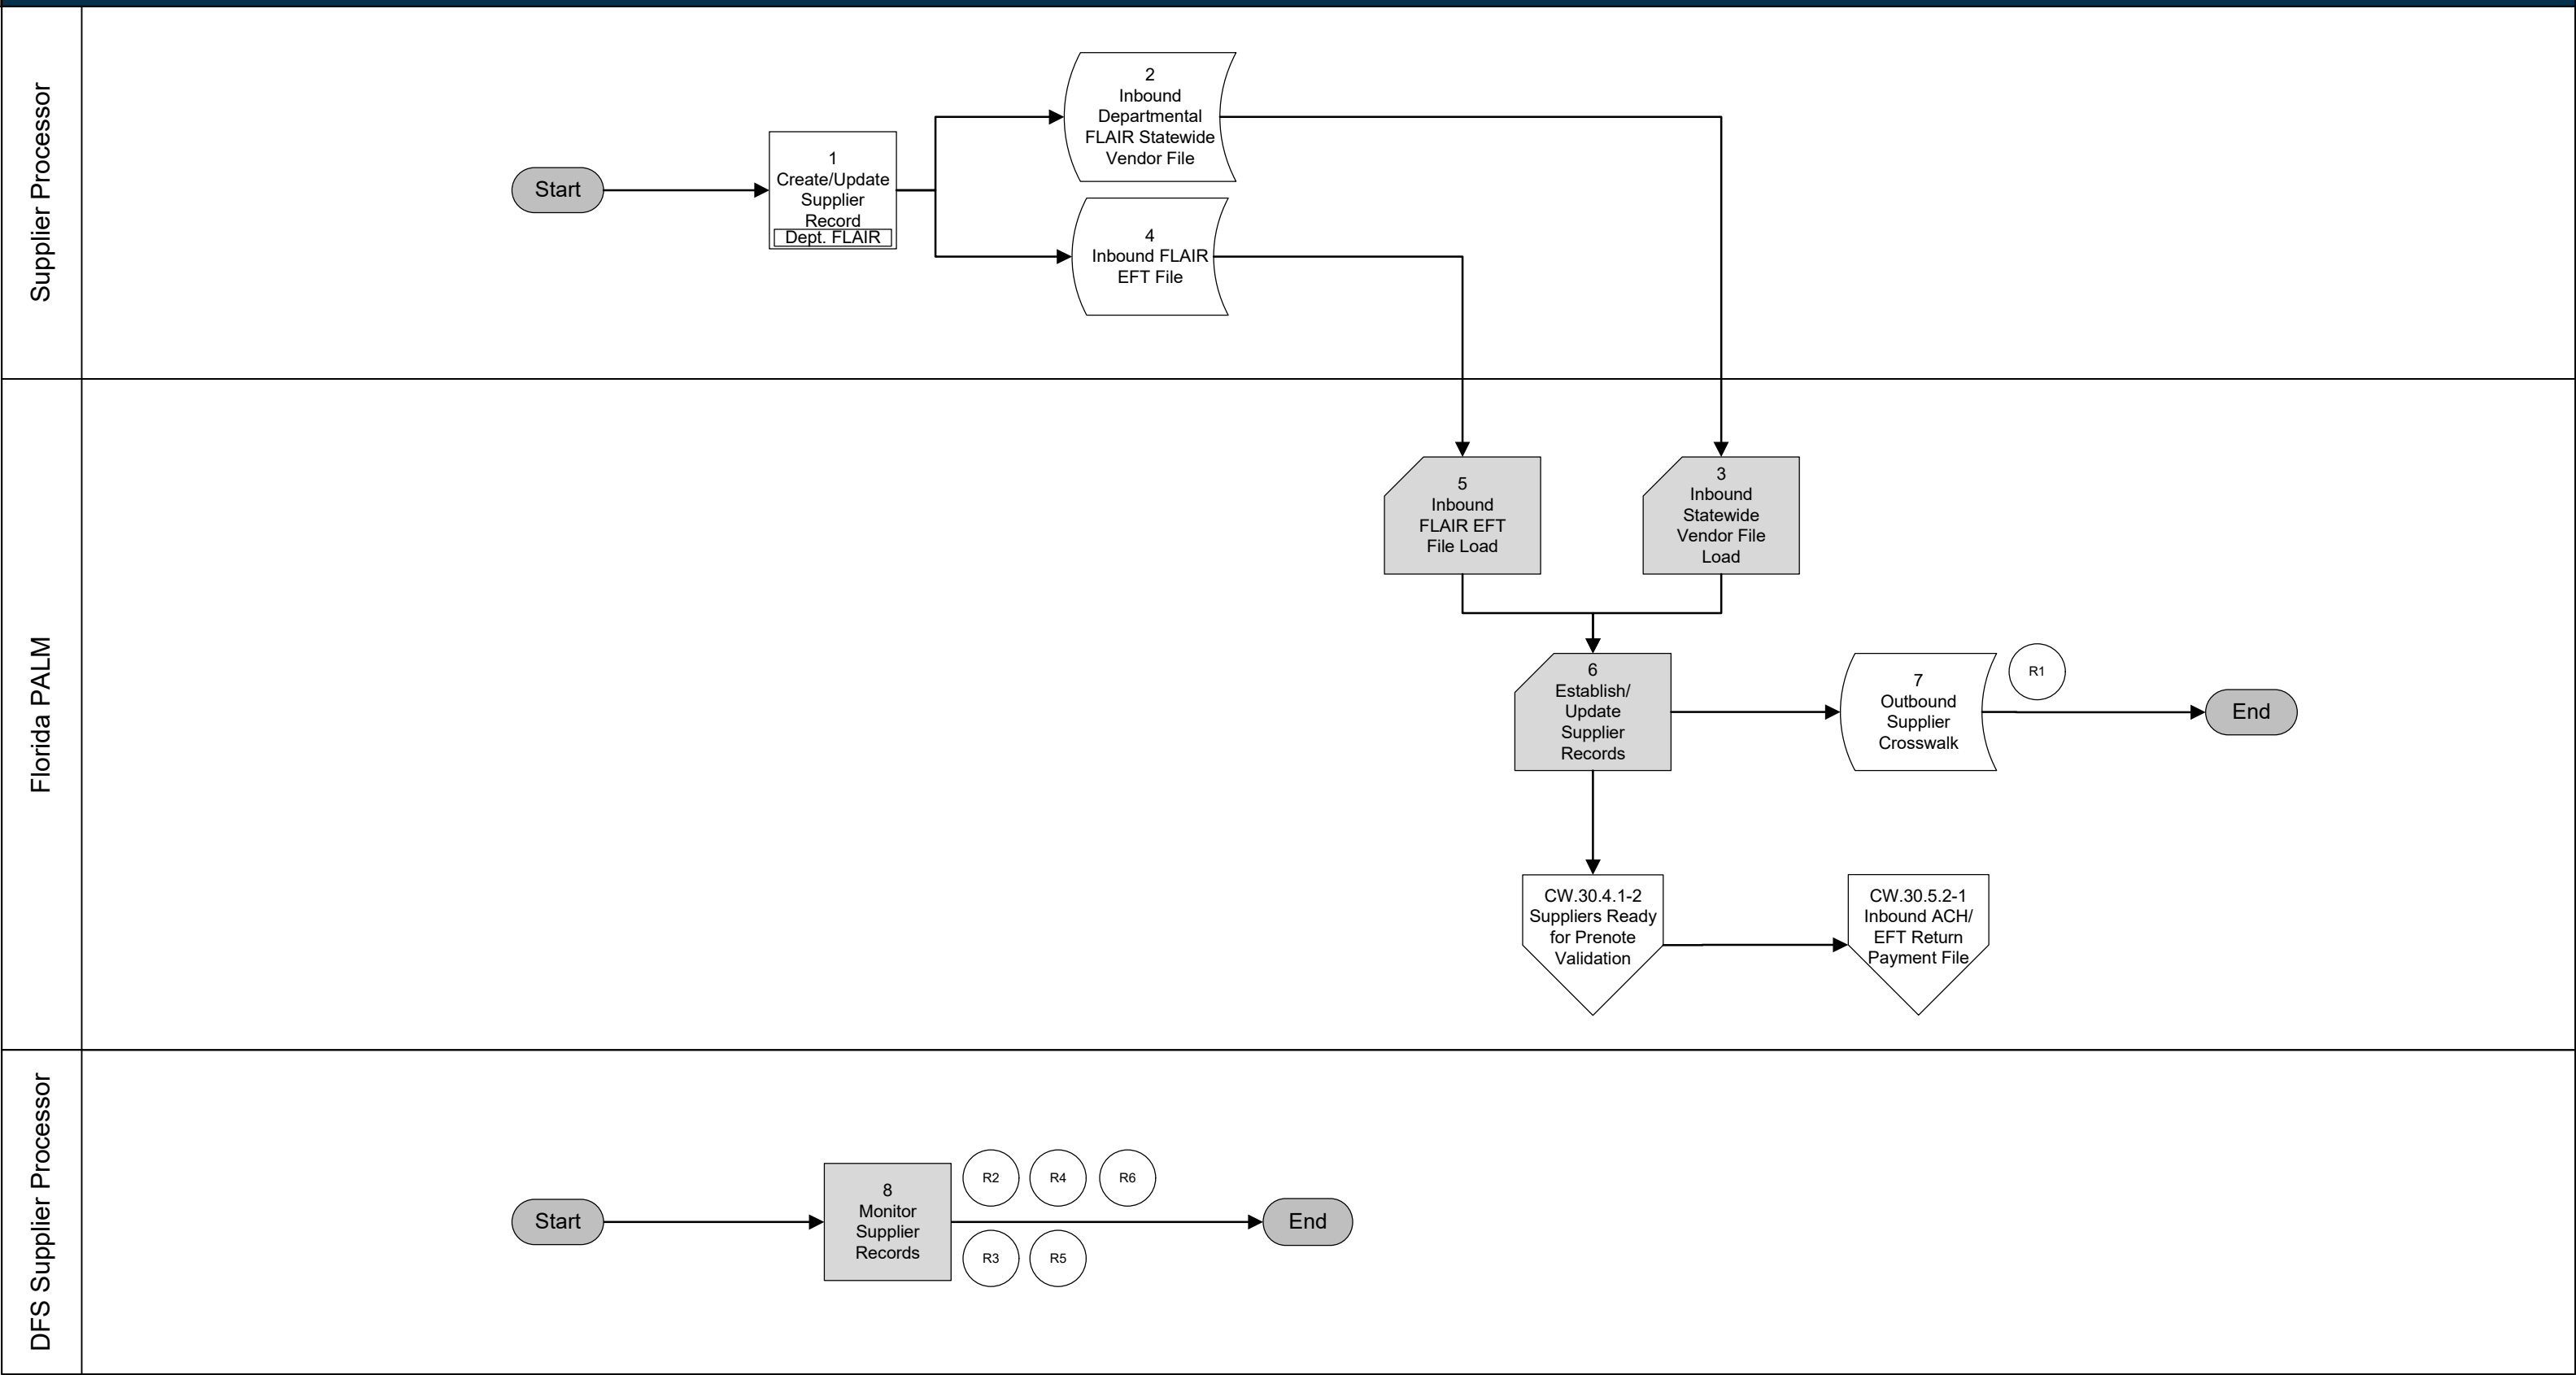 Supplier Processor
Start
1
Create/Update
Supplier
Record
Dept. FLAIR
2
Inbound
Departmental
FLAIR Statewide
Vendor File
4
Inbound FLAIR
EFT File
Florida PALM
5
Inbound
FLAIR EFT
File Load
3
Inbound
Statewide
Vendor File
Load
6
Establish/
Update
Supplier
Records
7
Outbound
Supplier
Crosswalk
R1
End
CW.30.4.1-2
Suppliers Ready
for Prenote
Validation
CW.30.5.2-1
Inbound ACH/
EFT Return
Payment File
DFS Supplier Processor
Start
8
Monitor
Supplier
Records
R2
R4
R6
R3
R5
End